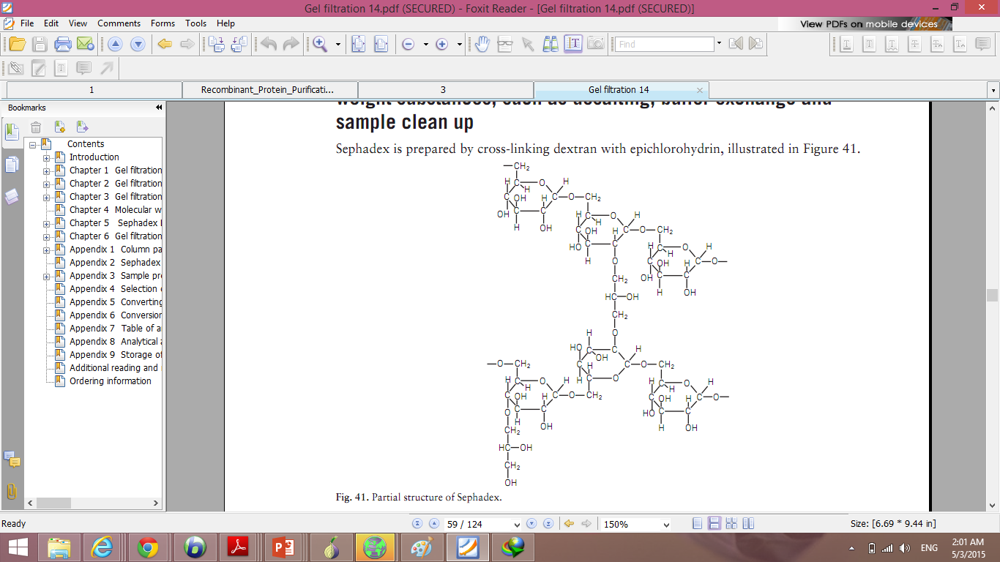 Gel filtration 14.pdf (SECURED) - Foxit Reader - [Gel filtration 14.pdf (SECURED)]
File Edit View Comments Forms Tools Help
View PDFs on mobile devices
Find
1 Recombinant_Protein_Purificati... 3 Gel filtration 14
Bookmarks
Contents
Introduction
Chapter 1 Gel filtration
Chapter 2 Gel filtration
Chapter 3 Gel filtration
Chapter 4 Molecular w
Chapter 5 Sephadex
Chapter 6 Gel filtration
Appendix 1 Column pa
Appendix 2 Sephadex
Appendix 3 Sample pr
Appendix 4 Selection
Appendix 5 Converting
Appendix 6 Conversion
Appendix 7 Table of a
Appendix 8 Analytical
Appendix 9 Storage of
Additional reading and
Ordering information
weight substances, such as desalting, buffer exchange and
sample clean up
Sephadex is prepared by cross-linking dextran with epichlorohydrin, illustrated in Figure 41.
—CH2
H C O H
H
C OH H C—O—CH2
OH C C H C O H
H OH H
C OH H C—O—CH2
HO C C H C O H
H O H
C OH H C—O—
CH2 OH C C
HC—OH H OH
CH2
H O
HO C C H
OH
—O—CH2 C H C—O—CH2
H C O H H C O H C O H
H H
C OH H C—O—CH2 C OH H C—O—
O C C HO C C
H OH H OH
CH2
HC—OH
CH2
OH
Fig. 41. Partial structure of Sephadex.
Ready 59 / 124 150% Size: [6.69 * 9.44 in]
ENG 2:01 AM
5/3/2015